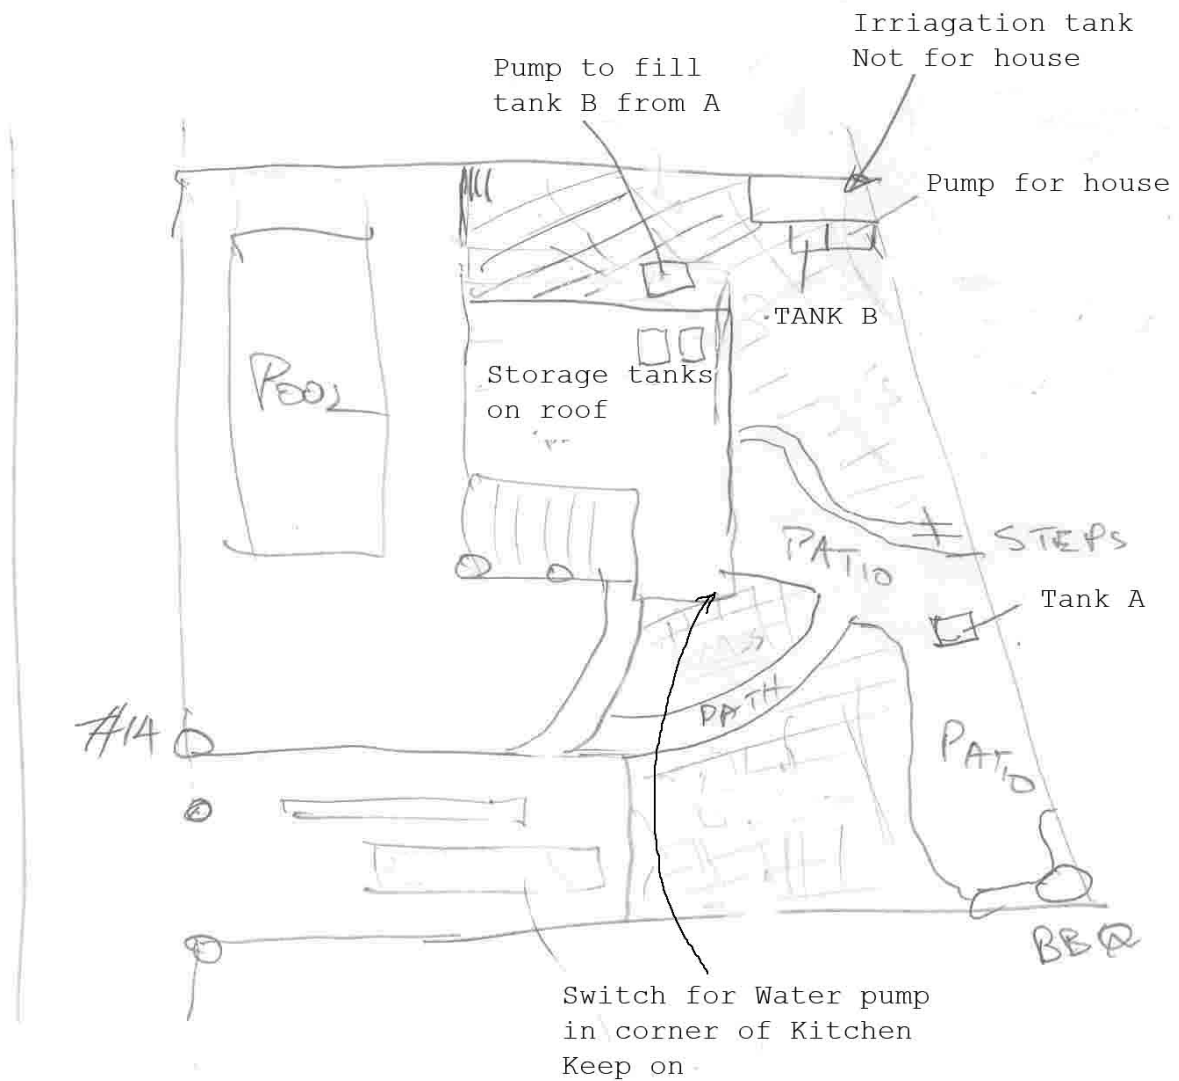 Irriagation tank
Not for house
Pump to fill
tank B from A
Pump for house
TANK B
POOL
Storage tanks
on roof
STEPS
PATIO
Tank A
PATH
#14
PATIO
BBQ
Switch for Water pump
in corner of Kitchen
Keep on